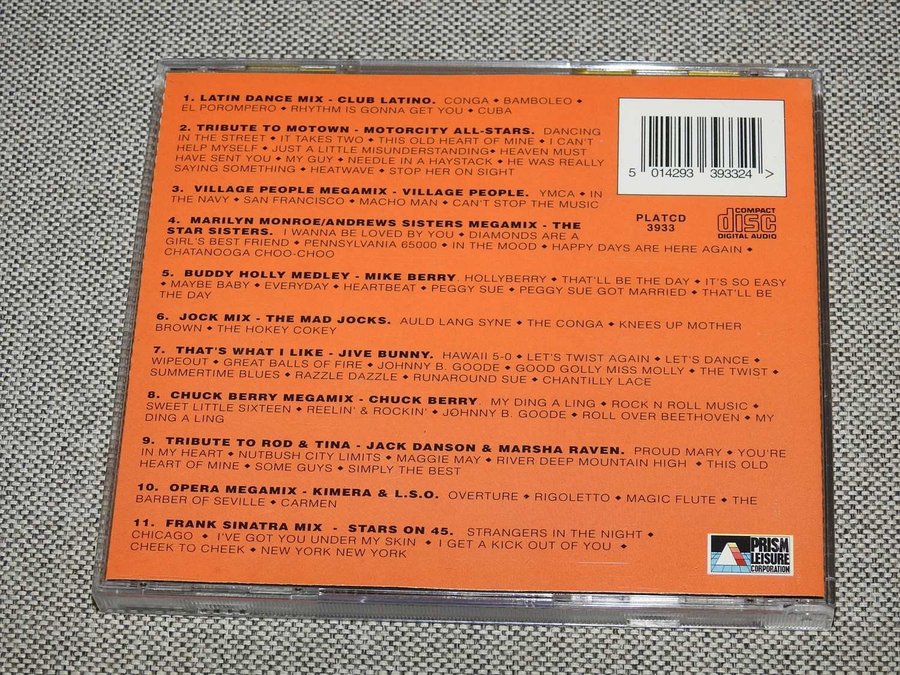 1. LATIN DANCE MIX - CLUB LATINO. CONGA ◆ BAMBOLEO ◆
EL POROMPERO ◆ RHYTHM IS GONNA GET YOU ◆ CUBA
2. TRIBUTE TO MOTOWN - MOTORCITY ALL-STARS. DANCING
IN THE STREET ◆ IT TAKES TWO ◆ THIS OLD HEART OF MINE ◆ I CAN'T
HELP MYSELF ◆ JUST A LITTLE MISUNDERSTANDING ◆ HEAVEN MUST
HAVE SENT YOU ◆ MY GUY ◆ NEEDLE IN A HAYSTACK ◆ HE WAS REALLY
SAYING SOMETHING ◆ HEATWAVE ◆ STOP HER ON SIGHT
3. VILLAGE PEOPLE MEGAMIX - VILLAGE PEOPLE. YMCA ◆ IN
THE NAVY ◆ SAN FRANCISCO ◆ MACHO MAN ◆ CAN'T STOP THE MUSIC
4. MARILYN MONROE/ANDREWS SISTERS MEGAMIX - THE
STAR SISTERS. I WANNA BE LOVED BY YOU ◆ DIAMONDS ARE A
GIRL'S BEST FRIEND ◆ PENNSYLVANIA 65000 ◆ IN THE MOOD ◆ HAPPY DAYS ARE HERE AGAIN ◆
CHATANOOGA CHOO-CHOO
5. BUDDY HOLLY MEDLEY - MIKE BERRY. HOLLYBERRY ◆ THAT'LL BE THE DAY ◆ IT'S SO EASY
◆ MAYBE BABY ◆ EVERYDAY ◆ HEARTBEAT ◆ PEGGY SUE ◆ PEGGY SUE GOT MARRIED ◆ THAT'LL BE
THE DAY
6. JOCK MIX - THE MAD JOCKS. AULD LANG SYNE ◆ THE CONGA ◆ KNEES UP MOTHER
BROWN ◆ THE HOKEY COKEY
7. THAT'S WHAT I LIKE - JIVE BUNNY. HAWAII 5-0 ◆ LET'S TWIST AGAIN ◆ LET'S DANCE ◆
WIPEOUT ◆ GREAT BALLS OF FIRE ◆ JOHNNY B. GOODE ◆ GOOD GOLLY MISS MOLLY ◆ THE TWIST ◆
SUMMERTIME BLUES ◆ RAZZLE DAZZLE ◆ RUNAROUND SUE ◆ CHANTILLY LACE
8. CHUCK BERRY MEGAMIX - CHUCK BERRY. MY DING A LING ◆ ROCK N ROLL MUSIC ◆
SWEET LITTLE SIXTEEN ◆ REELIN' & ROCKIN' ◆ JOHNNY B. GOODE ◆ ROLL OVER BEETHOVEN ◆ MY
DING A LING
9. TRIBUTE TO ROD & TINA - JACK DANSON & MARSHA RAVEN. PROUD MARY ◆ YOU'RE
IN MY HEART ◆ NUTBUSH CITY LIMITS ◆ MAGGIE MAY ◆ RIVER DEEP MOUNTAIN HIGH ◆ THIS OLD
HEART OF MINE ◆ SOME GUYS ◆ SIMPLY THE BEST
10. OPERA MEGAMIX - KIMERA & L.S.O. OVERTURE ◆ RIGOLETTO ◆ MAGIC FLUTE ◆ THE
BARBER OF SEVILLE ◆ CARMEN
11. FRANK SINATRA MIX - STARS ON 45. STRANGERS IN THE NIGHT ◆
CHICAGO ◆ I'VE GOT YOU UNDER MY SKIN ◆ I GET A KICK OUT OF YOU ◆
CHEEK TO CHEEK ◆ NEW YORK NEW YORK
5 014293 393324 >
PLATCD
3933
COMPACT
disc
DIGITAL AUDIO
PRISM
LEISURE
CORPORATION